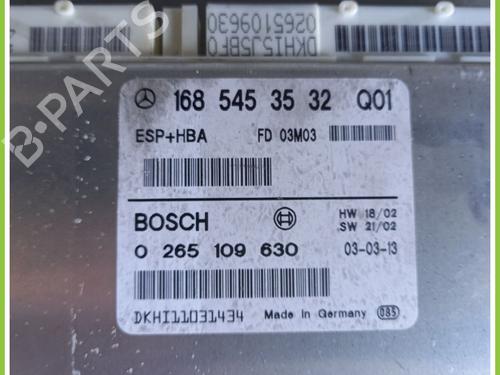 DKHI5J5BF0
0265109630
168 545 35 32 Q01
ESP+HBA FD 03M03
BOSCH HW 18/02
SW 21/02
0 265 109 630 03-03-13
DKHI11031434 Made in Germany 085